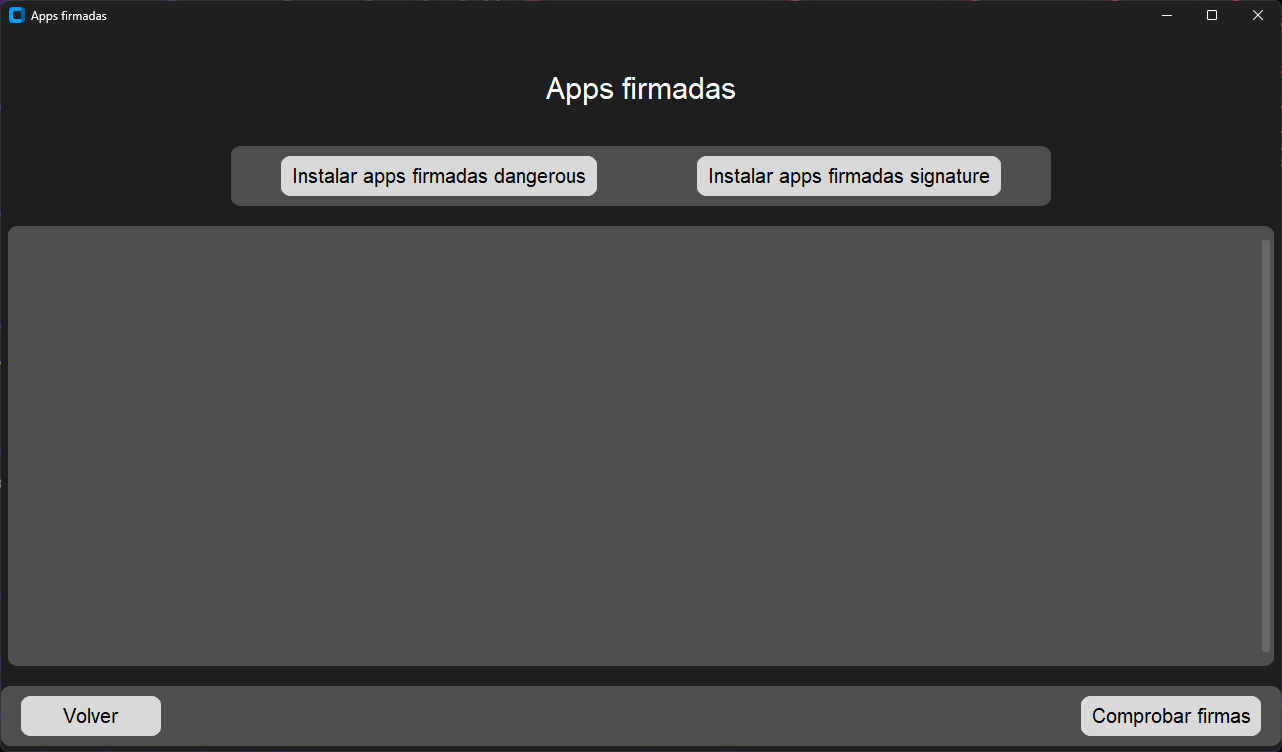 Apps firmadas
Apps firmadas
Instalar apps firmadas dangerous
Instalar apps firmadas signature
Volver
Comprobar firmas